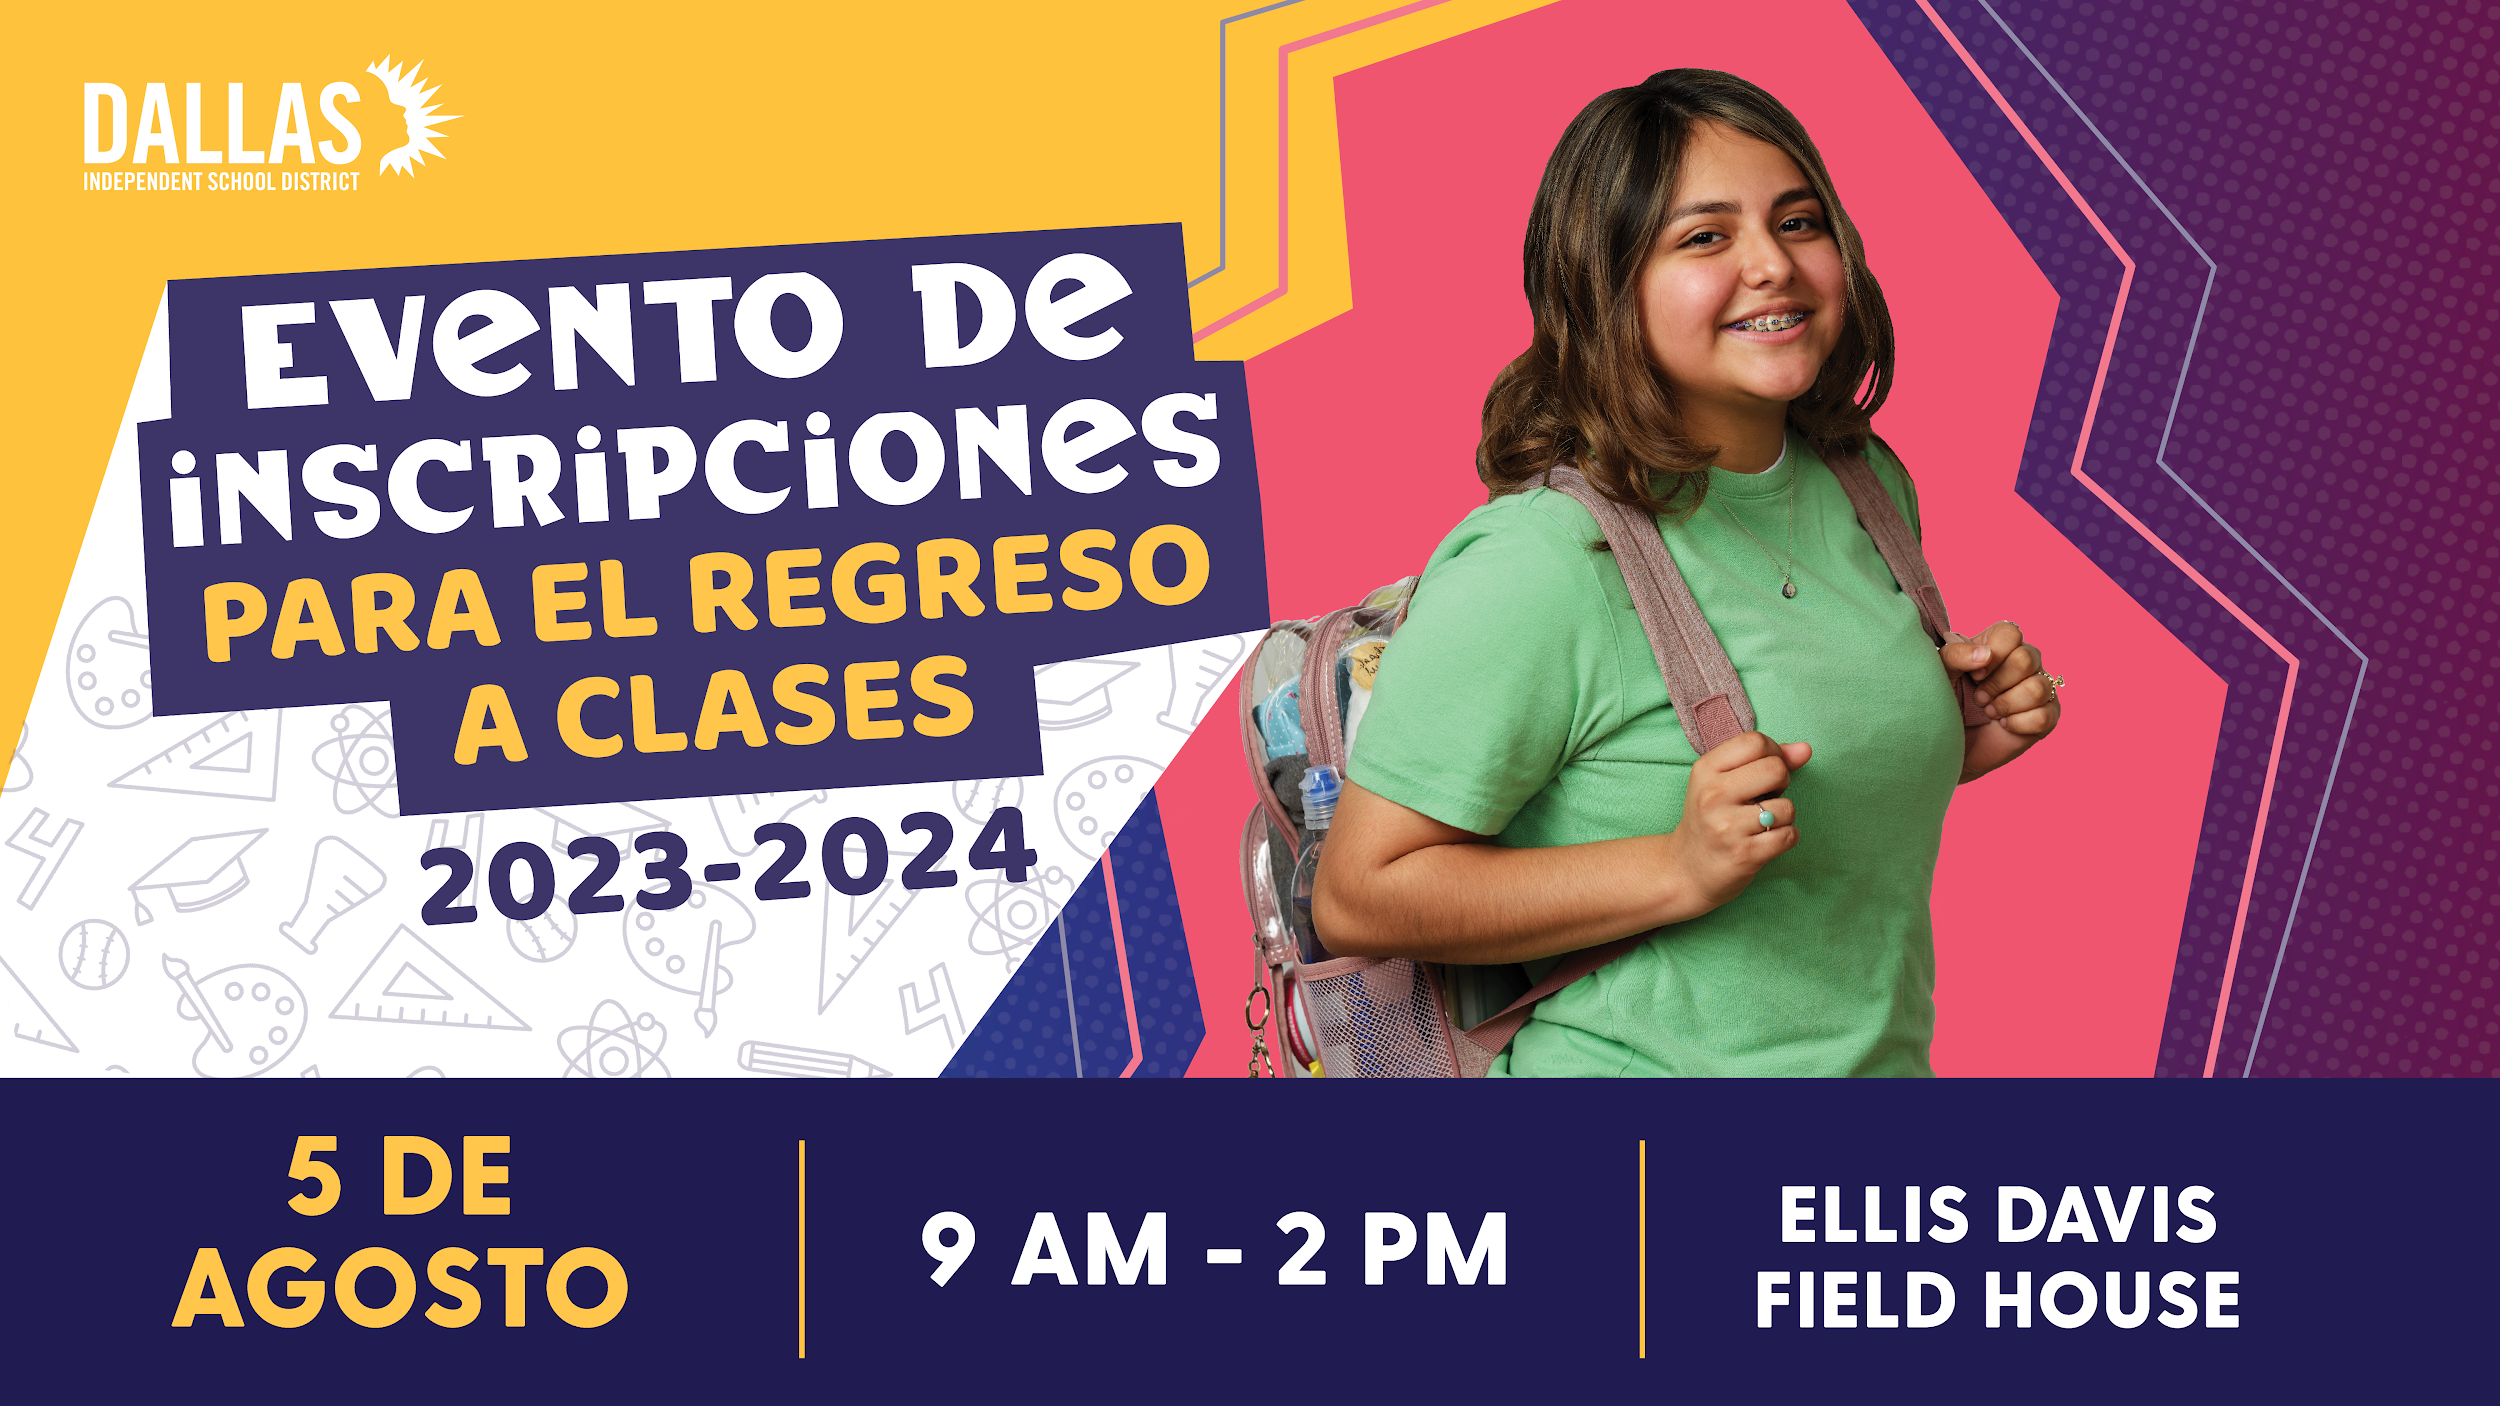 DALLAS
INDEPENDENT SCHOOL DISTRICT
EVeNTO De
iNSCRiPCiONeS
PARA EL REGRESO
A CLASES
2023-2024
5 DE
AGOSTO
9 AM - 2 PM
ELLIS DAVIS
FIELD HOUSE